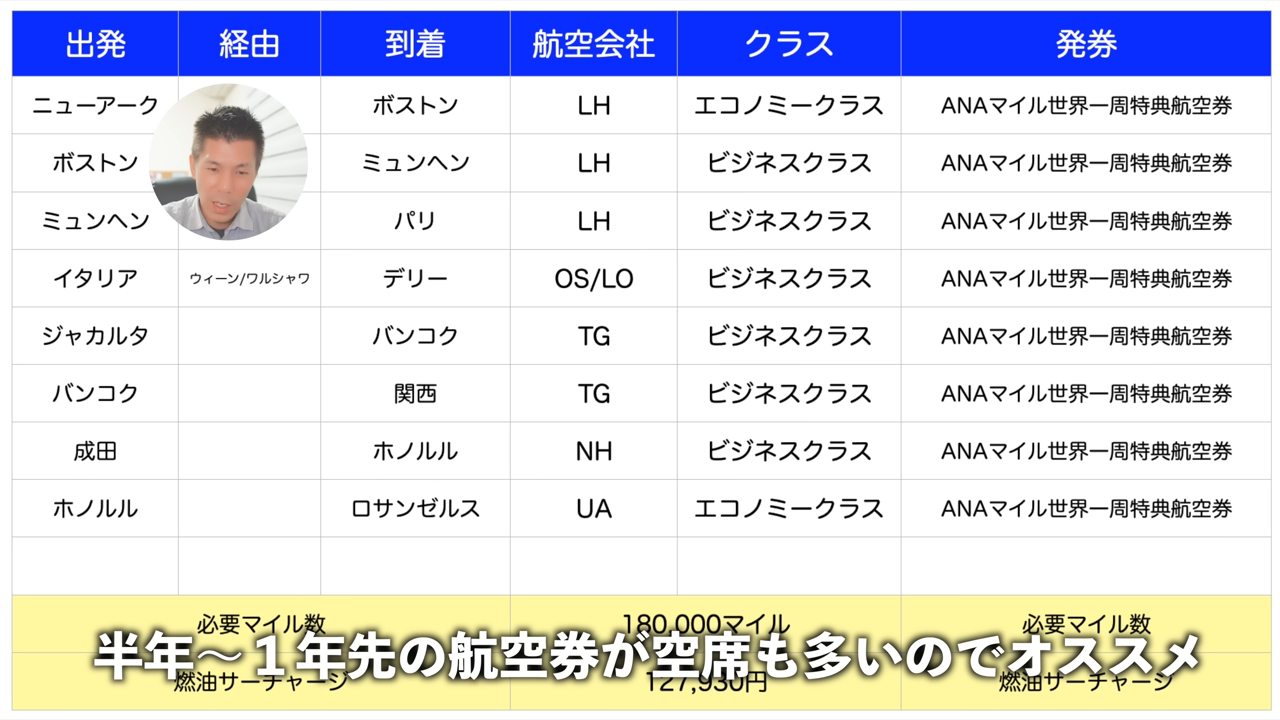 出発 経由 到着 航空会社 クラス 発券
ニューアーク ボストン LH エコノミークラス ANAマイル世界一周特典航空券
ボストン ミュンヘン LH ビジネスクラス ANAマイル世界一周特典航空券
ミュンヘン パリ LH ビジネスクラス ANAマイル世界一周特典航空券
イタリア ウィーン/ワルシャワ デリー OS/LO ビジネスクラス ANAマイル世界一周特典航空券
ジャカルタ バンコク TG ビジネスクラス ANAマイル世界一周特典航空券
バンコク 関西 TG ビジネスクラス ANAマイル世界一周特典航空券
成田 ホノルル NH ビジネスクラス ANAマイル世界一周特典航空券
ホノルル ロサンゼルス UA エコノミークラス ANAマイル世界一周特典航空券
必要マイル数 180,000マイル 必要マイル数
半年〜１年先の航空券が空席も多いのでオススメ
燃油サーチャージ 127,930円 燃油サーチャージ